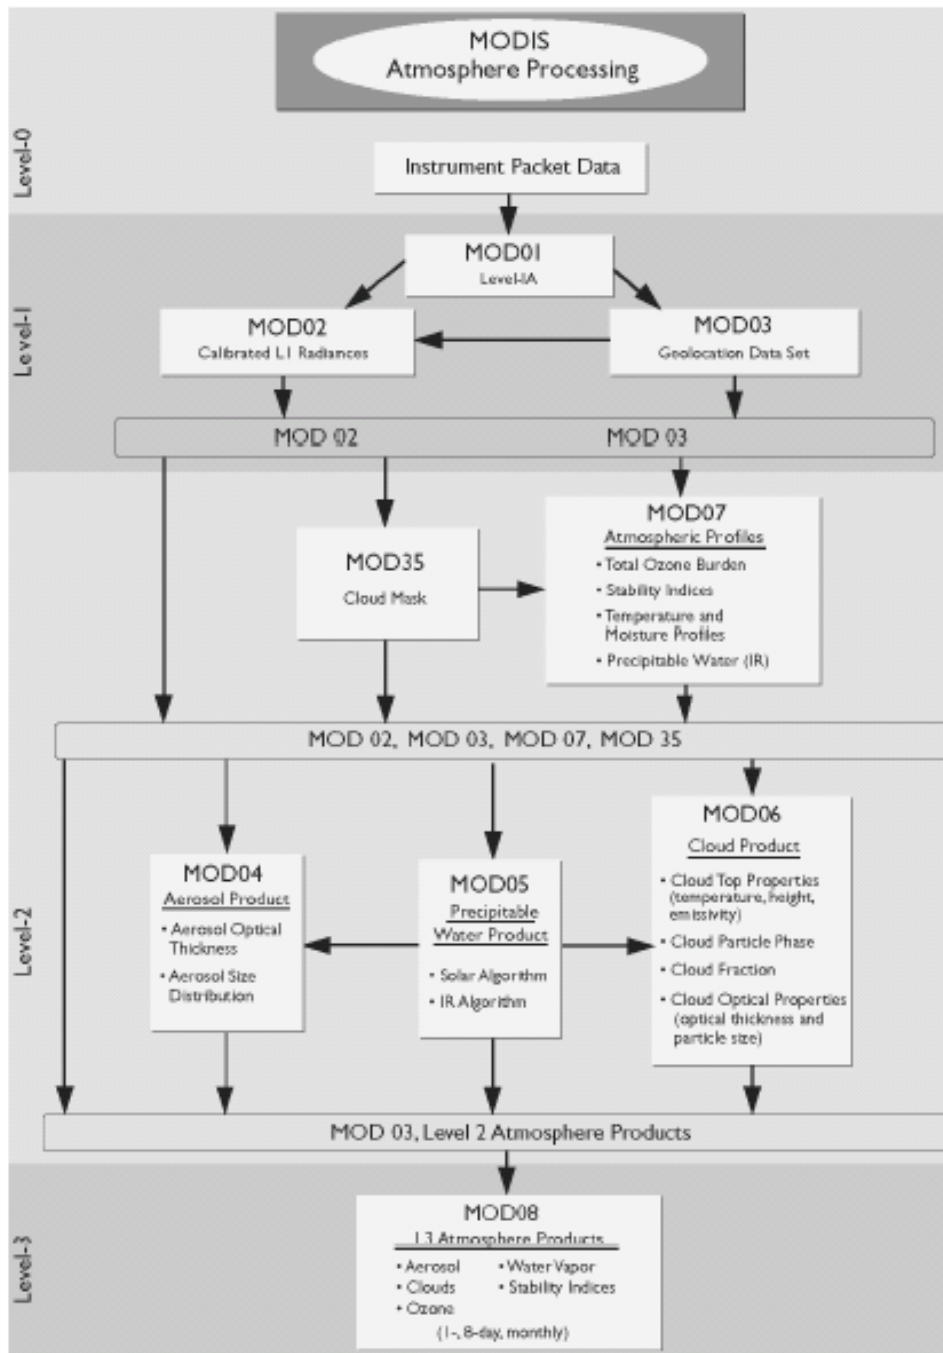 MODIS
Atmosphere Processing
Level-0
Instrument Packet Data
Level-1
MOD01
Level-1A
MOD02
Calibrated L1 Radiances
MOD03
Geolocation Data Set
MOD 02
MOD 03
Level-2
MOD35
Cloud Mask
MOD07
Atmospheric Profiles
• Total Ozone Burden
• Stability Indices
• Temperature and
Moisture Profiles
• Precipitable Water (IR)
MOD 02, MOD 03, MOD 07, MOD 35
MOD04
Aerosol Product
• Aerosol Optical
Thickness
• Aerosol Size
Distribution
MOD05
Precipitable
Water Product
• Solar Algorithm
• IR Algorithm
MOD06
Cloud Product
• Cloud Top Properties
(temperature, height,
emissivity)
• Cloud Particle Phase
• Cloud Fraction
• Cloud Optical Properties
(optical thickness and
particle size)
MOD 03, Level 2 Atmosphere Products
Level-3
MOD08
L3 Atmosphere Products
• Aerosol
• Clouds
• Ozone
• Water Vapor
• Stability Indices
(1-, 8-day, monthly)